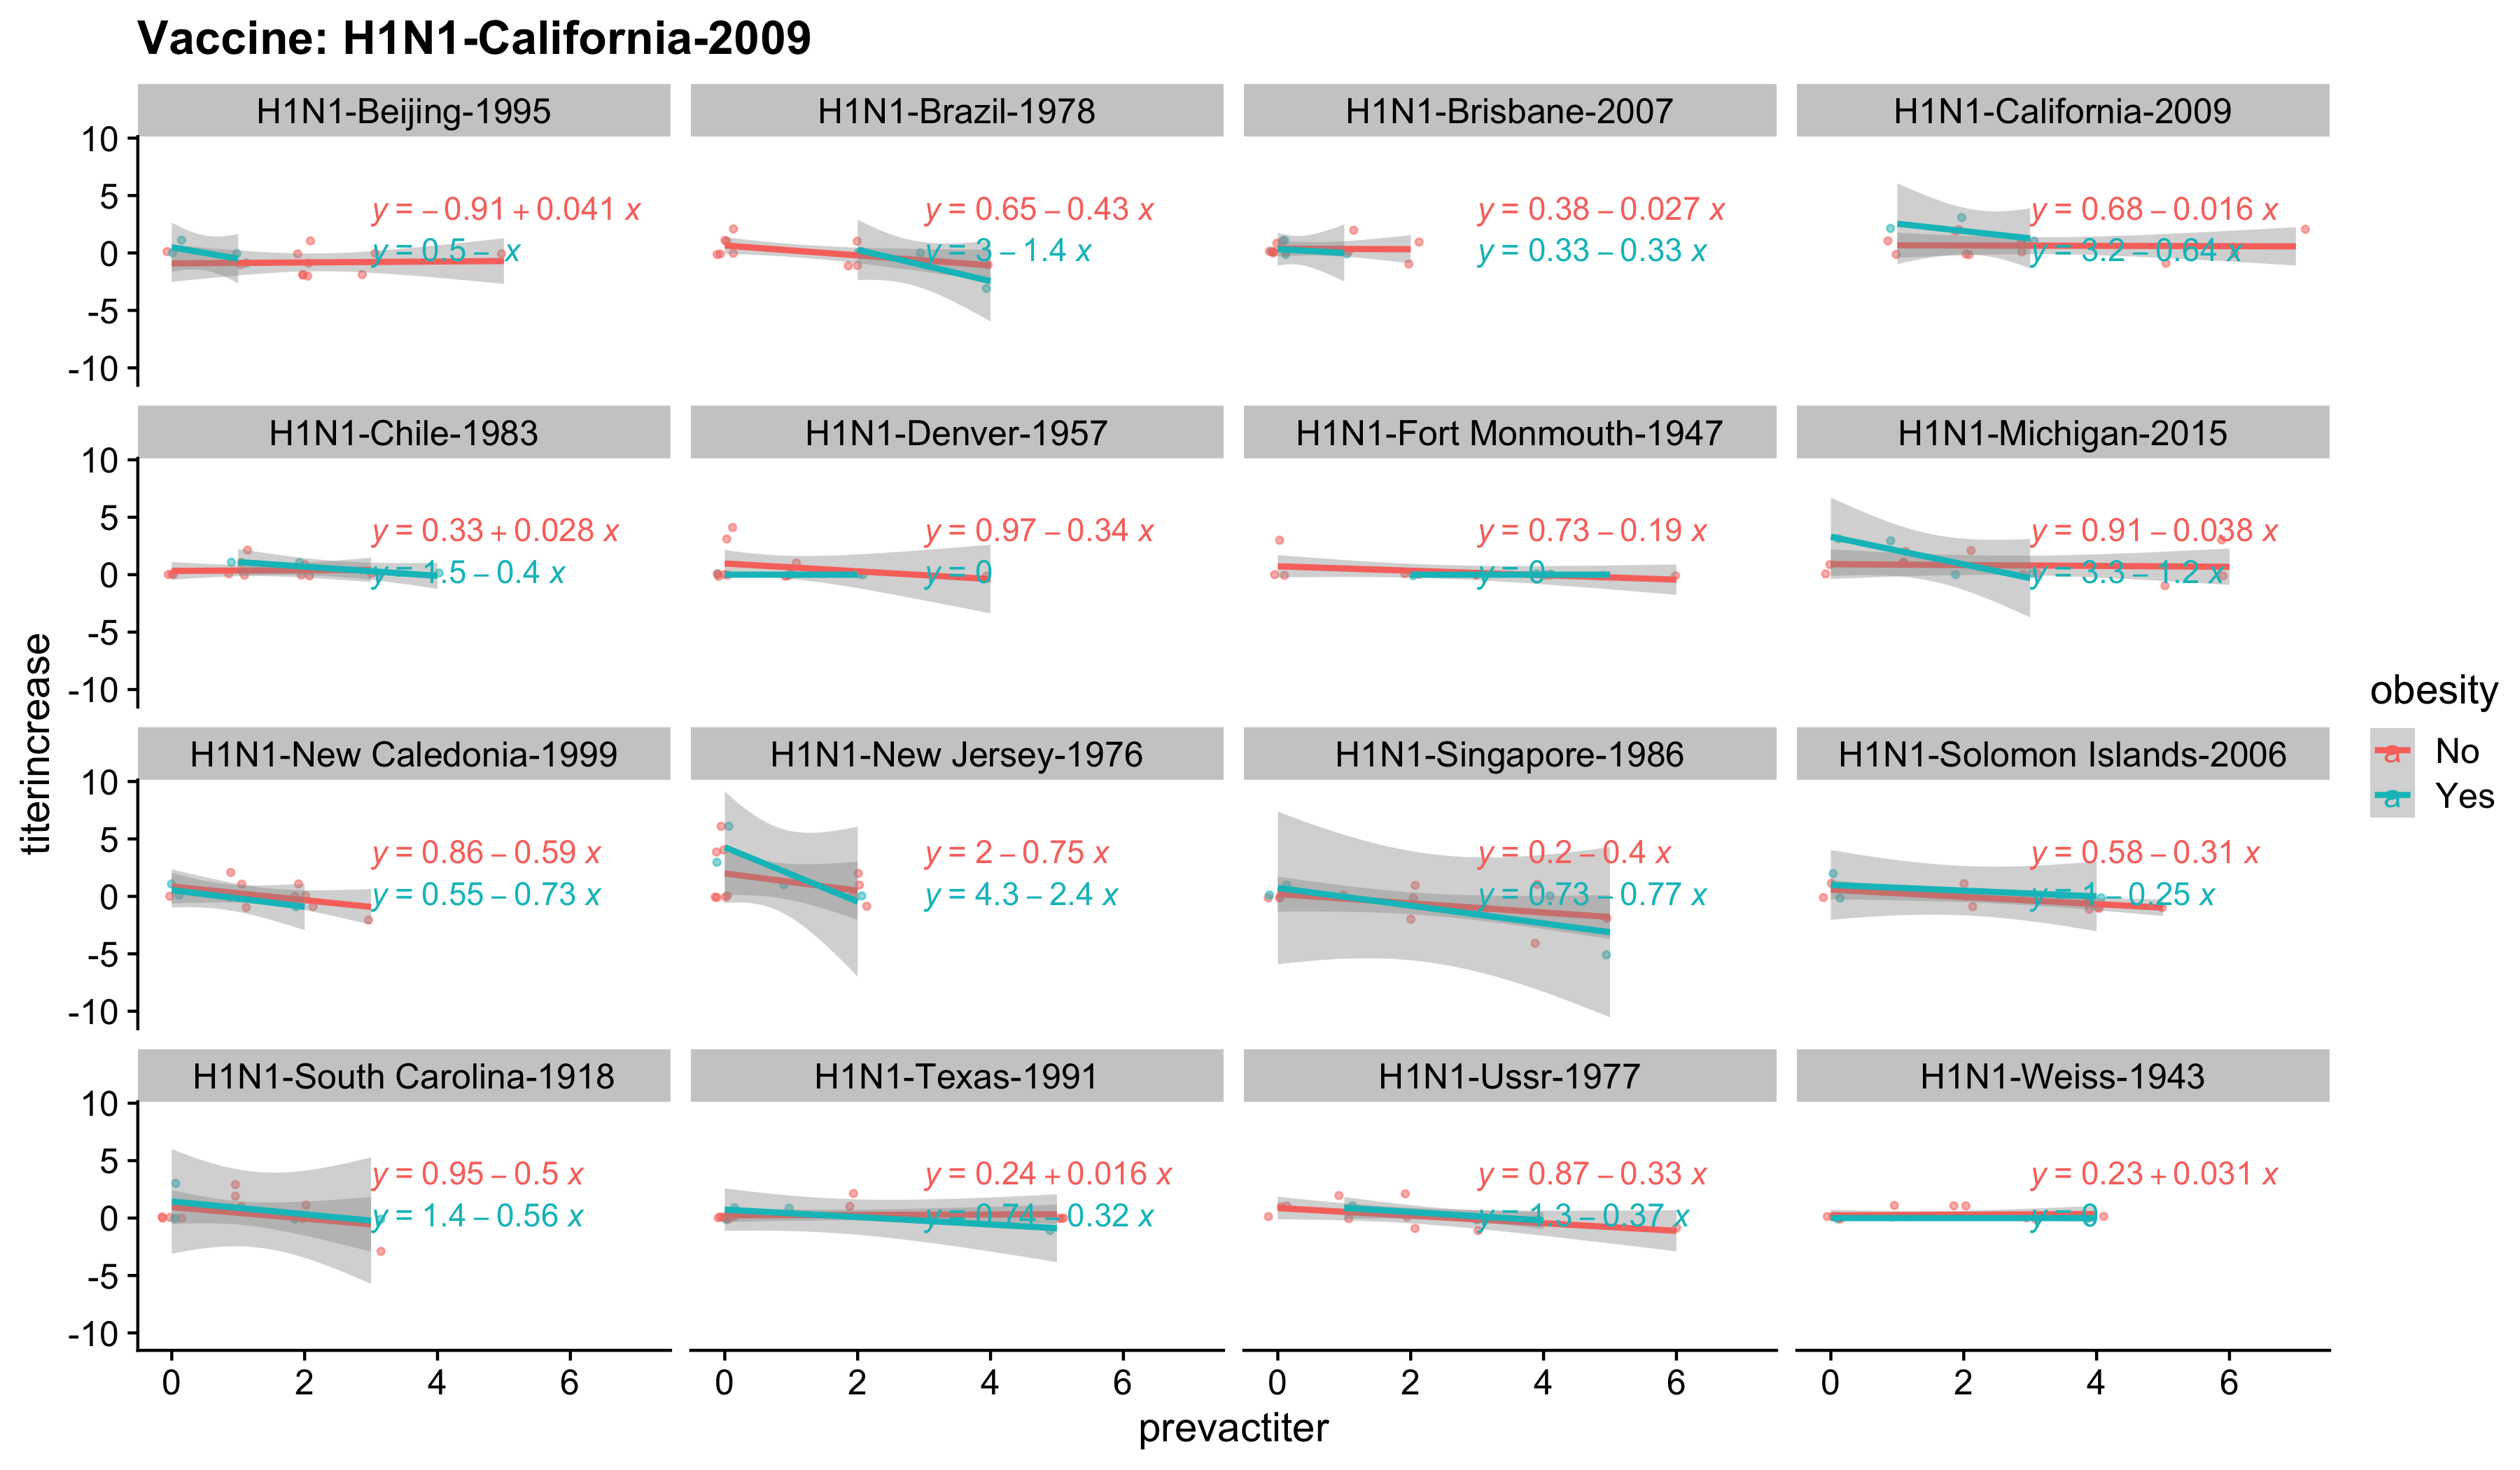 Vaccine: H1N1-California-2009
H1N1-Beijing-1995 H1N1-Brazil-1978 H1N1-Brisbane-2007 H1N1-California-2009
10
5
0
-5
-10
y = – 0.91 + 0.041 x
y = 0.5 – x
y = 0.65 – 0.43 x
y = 3 – 1.4 x
y = 0.38 – 0.027 x
y = 0.33 – 0.33 x
y = 0.68 – 0.016 x
y = 3.2 – 0.64 x
H1N1-Chile-1983 H1N1-Denver-1957 H1N1-Fort Monmouth-1947 H1N1-Michigan-2015
10
5
0
-5
-10
y = 0.33 + 0.028 x
y = 1.5 – 0.4 x
y = 0.97 – 0.34 x
y = 0
y = 0.73 – 0.19 x
y = 0
y = 0.91 – 0.038 x
y = 3.3 – 1.2 x
H1N1-New Caledonia-1999 H1N1-New Jersey-1976 H1N1-Singapore-1986 H1N1-Solomon Islands-2006
10
5
0
-5
-10
y = 0.86 – 0.59 x
y = 0.55 – 0.73 x
y = 2 – 0.75 x
y = 4.3 – 2.4 x
y = 0.2 – 0.4 x
y = 0.73 – 0.77 x
y = 0.58 – 0.31 x
y = 1 – 0.25 x
H1N1-South Carolina-1918 H1N1-Texas-1991 H1N1-Ussr-1977 H1N1-Weiss-1943
10
5
0
-5
-10
y = 0.95 – 0.5 x
y = 1.4 – 0.56 x
y = 0.24 + 0.016 x
y = 0.74 – 0.32 x
y = 0.87 – 0.33 x
y = 1.3 – 0.37 x
y = 0.23 + 0.031 x
y = 0
0 2 4 6 0 2 4 6 0 2 4 6 0 2 4 6
prevactiter
titerincrease
obesity
a No
a Yes